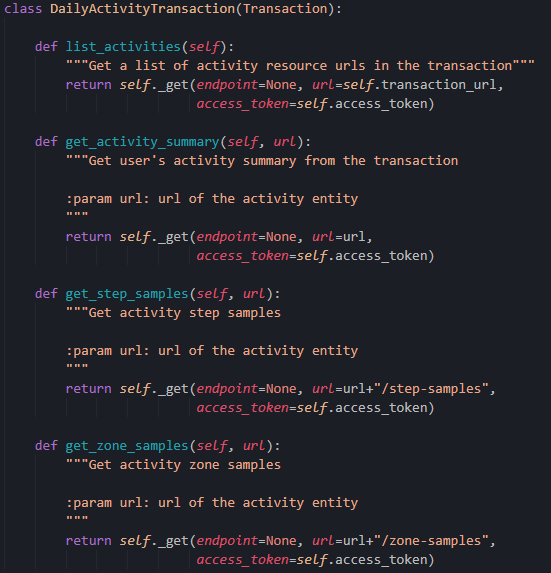 class DailyActivityTransaction(Transaction):
def list_activities(self):
"""Get a list of activity resource urls in the transaction"""
return self._get(endpoint=None, url=self.transaction_url,
access_token=self.access_token)
def get_activity_summary(self, url):
"""Get user's activity summary from the transaction
:param url: url of the activity entity
"""
return self._get(endpoint=None, url=url,
access_token=self.access_token)
def get_step_samples(self, url):
"""Get activity step samples
:param url: url of the activity entity
"""
return self._get(endpoint=None, url=url+"/step-samples",
access_token=self.access_token)
def get_zone_samples(self, url):
"""Get activity zone samples
:param url: url of the activity entity
"""
return self._get(endpoint=None, url=url+"/zone-samples",
access_token=self.access_token)